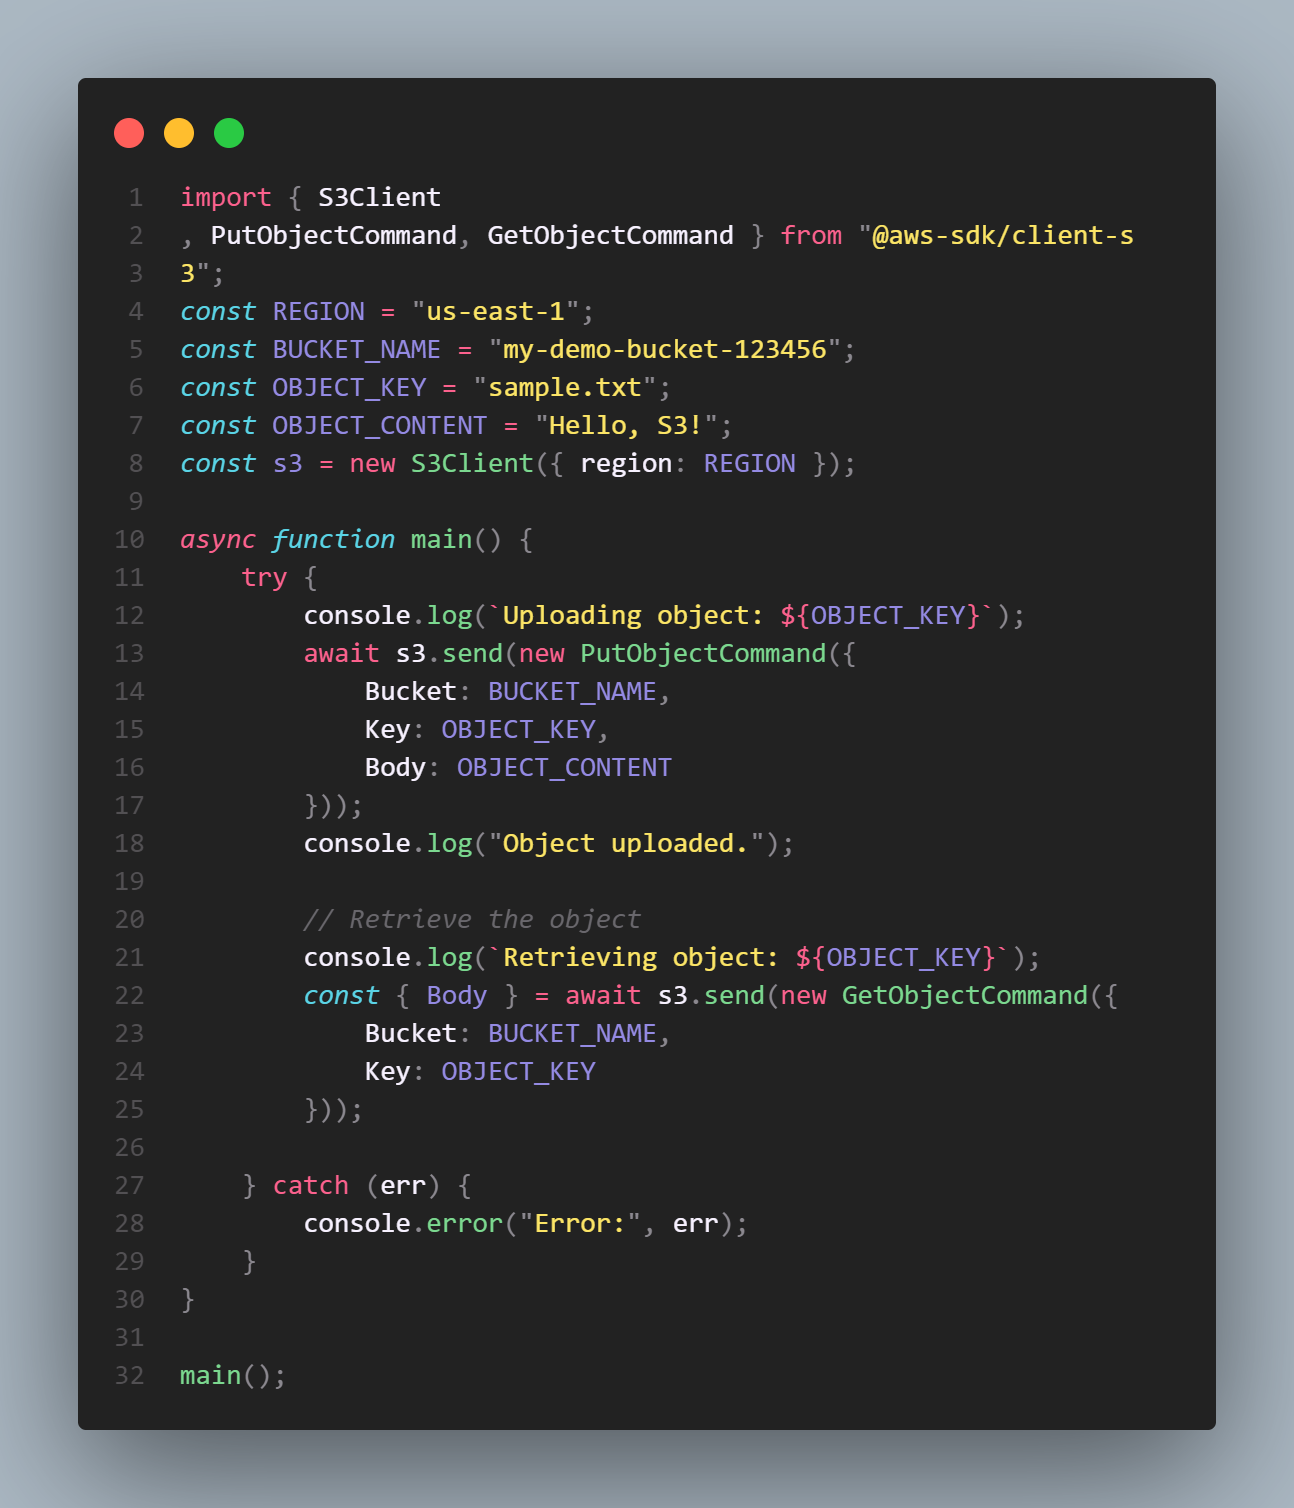 1 import { S3Client
2 , PutObjectCommand, GetObjectCommand } from "@aws-sdk/client-s
3 3";
4 const REGION = "us-east-1";
5 const BUCKET_NAME = "my-demo-bucket-123456";
6 const OBJECT_KEY = "sample.txt";
7 const OBJECT_CONTENT = "Hello, S3!";
8 const s3 = new S3Client({ region: REGION });
9
10 async function main() {
11     try {
12         console.log(`Uploading object: ${OBJECT_KEY}`);
13         await s3.send(new PutObjectCommand({
14             Bucket: BUCKET_NAME,
15             Key: OBJECT_KEY,
16             Body: OBJECT_CONTENT
17         }));
18         console.log("Object uploaded.");
19
20         // Retrieve the object
21         console.log(`Retrieving object: ${OBJECT_KEY}`);
22         const { Body } = await s3.send(new GetObjectCommand({
23             Bucket: BUCKET_NAME,
24             Key: OBJECT_KEY
25         }));
26
27     } catch (err) {
28         console.error("Error:", err);
29     }
30 }
31
32 main();